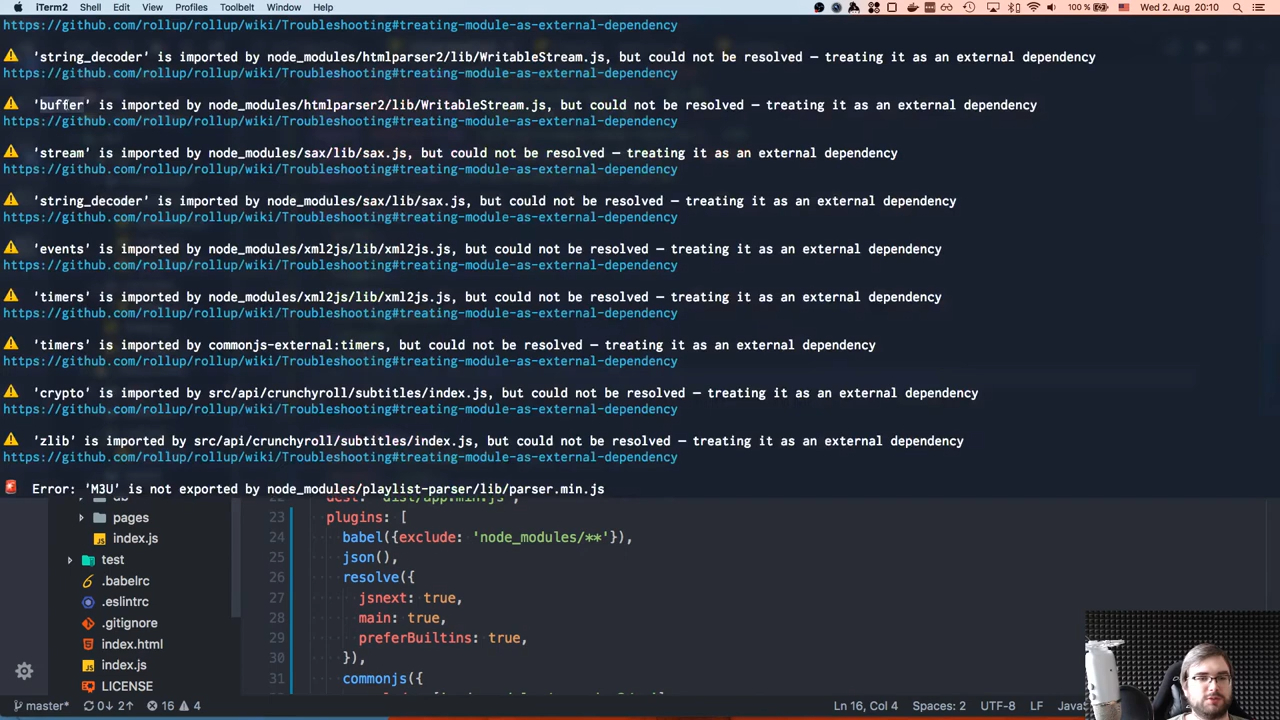 iTerm2 Shell Edit View Profiles Toolbelt Window Help 100 % Wed 2. Aug 20:10
https://github.com/rollup/rollup/wiki/Troubleshooting#treating-module-as-external-dependency
'string_decoder' is imported by node_modules/htmlparser2/lib/WritableStream.js, but could not be resolved – treating it as an external dependency
https://github.com/rollup/rollup/wiki/Troubleshooting#treating-module-as-external-dependency
'buffer' is imported by node_modules/htmlparser2/lib/WritableStream.js, but could not be resolved – treating it as an external dependency
https://github.com/rollup/rollup/wiki/Troubleshooting#treating-module-as-external-dependency
'stream' is imported by node_modules/sax/lib/sax.js, but could not be resolved – treating it as an external dependency
https://github.com/rollup/rollup/wiki/Troubleshooting#treating-module-as-external-dependency
'string_decoder' is imported by node_modules/sax/lib/sax.js, but could not be resolved – treating it as an external dependency
https://github.com/rollup/rollup/wiki/Troubleshooting#treating-module-as-external-dependency
'events' is imported by node_modules/xml2js/lib/xml2js.js, but could not be resolved – treating it as an external dependency
https://github.com/rollup/rollup/wiki/Troubleshooting#treating-module-as-external-dependency
'timers' is imported by node_modules/xml2js/lib/xml2js.js, but could not be resolved – treating it as an external dependency
https://github.com/rollup/rollup/wiki/Troubleshooting#treating-module-as-external-dependency
'timers' is imported by commonjs-external:timers, but could not be resolved – treating it as an external dependency
https://github.com/rollup/rollup/wiki/Troubleshooting#treating-module-as-external-dependency
'crypto' is imported by src/api/crunchyroll/subtitles/index.js, but could not be resolved – treating it as an external dependency
https://github.com/rollup/rollup/wiki/Troubleshooting#treating-module-as-external-dependency
'zlib' is imported by src/api/crunchyroll/subtitles/index.js, but could not be resolved – treating it as an external dependency
https://github.com/rollup/rollup/wiki/Troubleshooting#treating-module-as-external-dependency
Error: 'M3U' is not exported by node_modules/playlist-parser/lib/parser.min.js
pages
index.js
test
.babelrc
.eslintrc
.gitignore
index.html
index.js
LICENSE
22 dest: 'dist/app.min.js',
23 plugins: [
24 babel({exclude: 'node_modules/**'}),
25 json(),
26 resolve({
27 jsnext: true,
28 main: true,
29 preferBuiltins: true,
30 }),
31 commonjs({
master* 0↓ 2↑ 16 4 Ln 16, Col 4 Spaces: 2 UTF-8 LF